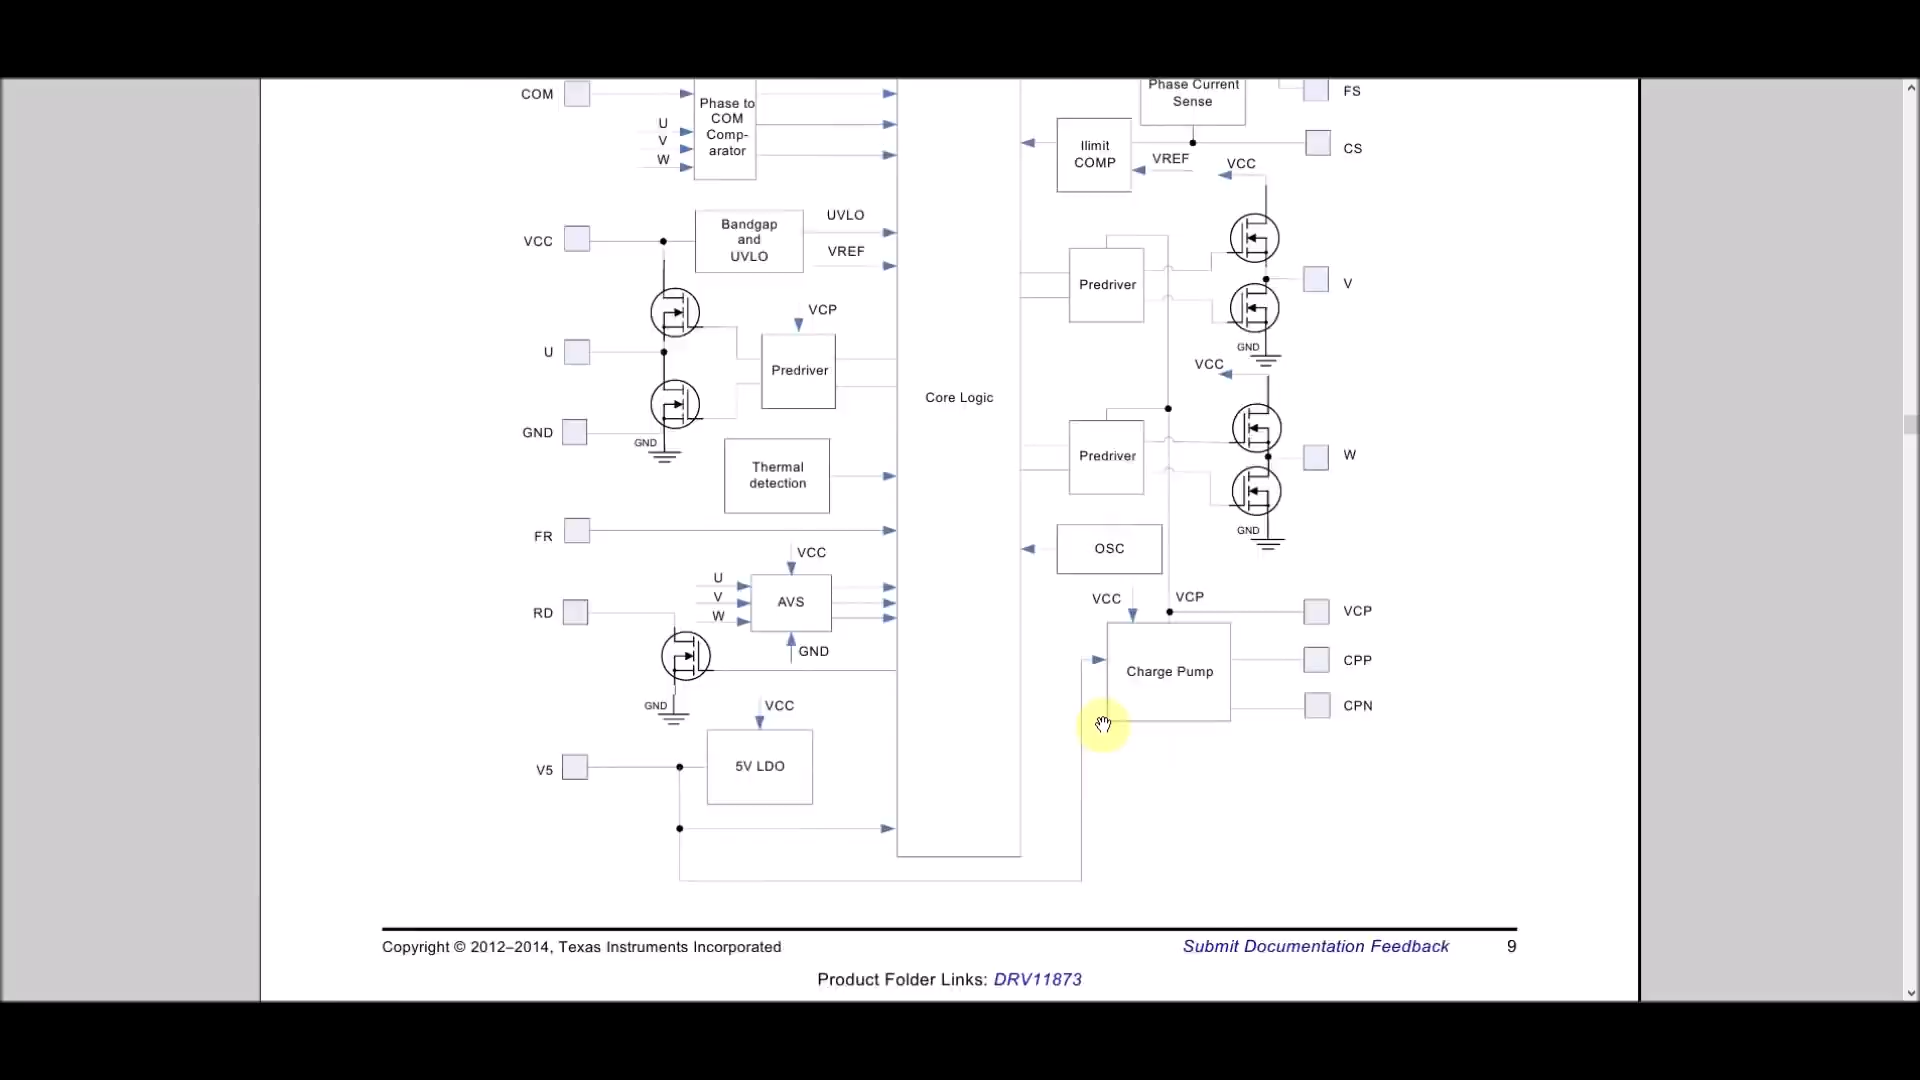 COM
Phase to
COM
Comp-
arator
U
V
W
Phase Current
Sense
FS
Ilimit
COMP
VREF
CS
VCC
VCC
Bandgap
and
UVLO
UVLO
VREF
Predriver
V
GND
VCP
U
Predriver
Core Logic
VCC
GND
GND
Predriver
W
Thermal
detection
GND
FR
OSC
VCC
U
V
W
AVS
GND
RD
GND
VCC
VCP
VCP
Charge Pump
CPP
CPN
VCC
V5
5V LDO
Copyright © 2012–2014, Texas Instruments Incorporated
Submit Documentation Feedback
9
Product Folder Links: DRV11873